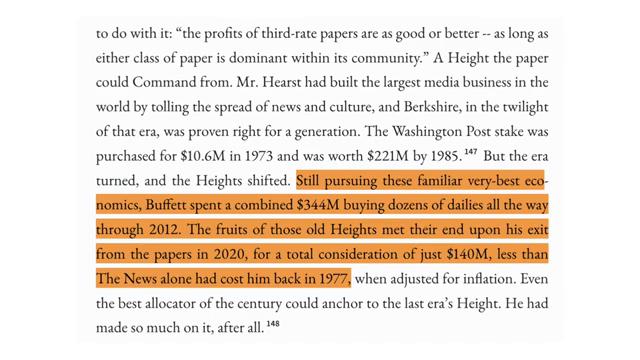 to do with it: “the profits of third-rate papers are as good or better -- as long as
either class of paper is dominant within its community.” A Height the paper
could Command from. Mr. Hearst had built the largest media business in the
world by tolling the spread of news and culture, and Berkshire, in the twilight
of that era, was proven right for a generation. The Washington Post stake was
purchased for $10.6M in 1973 and was worth $221M by 1985.¹⁴⁷ But the era
turned, and the Heights shifted. Still pursuing these familiar very-best eco-
nomics, Buffett spent a combined $344M buying dozens of dailies all the way
through 2012. The fruits of those old Heights met their end upon his exit
from the papers in 2020, for a total consideration of just $140M, less than
The News alone had cost him back in 1977, when adjusted for inflation. Even
the best allocator of the century could anchor to the last era’s Height. He had
made so much on it, after all.¹⁴⁸